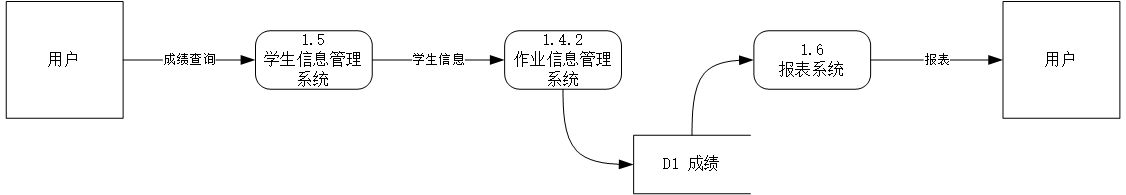 用户
成绩查询
1.5
学生信息管理
系统
学生信息
1.4.2
作业信息管理
系统
1.6
报表系统
报表
用户
D1 成绩